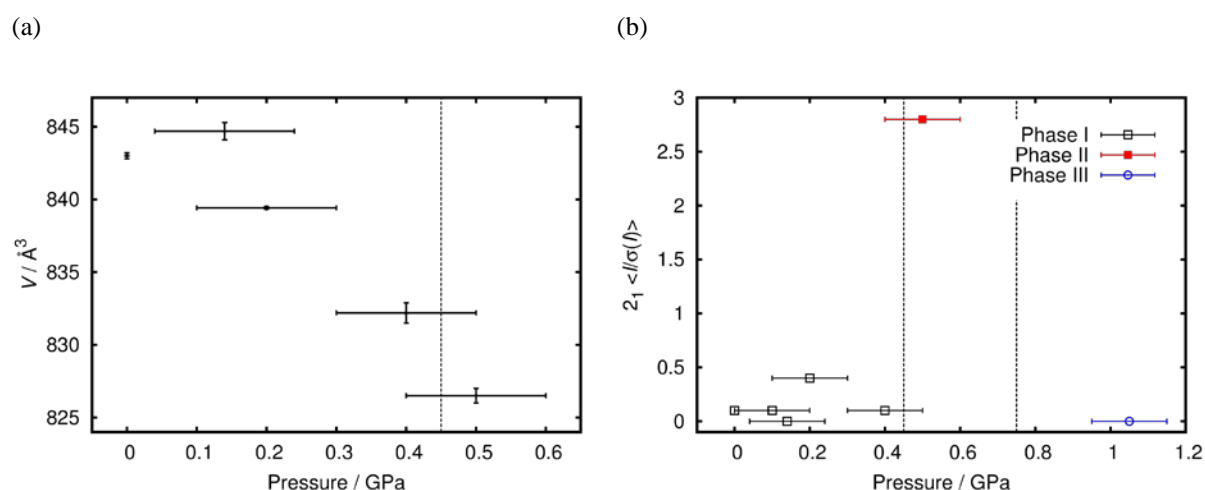 (a)
(b)
845
840
835
830
825
V / Å³
0 0.1 0.2 0.3 0.4 0.5 0.6
Pressure / GPa
3
2.5
2
1.5
1
0.5
0
2₁ <I/σ(I)>
Phase I
Phase II
Phase III
0 0.2 0.4 0.6 0.8 1 1.2
Pressure / GPa